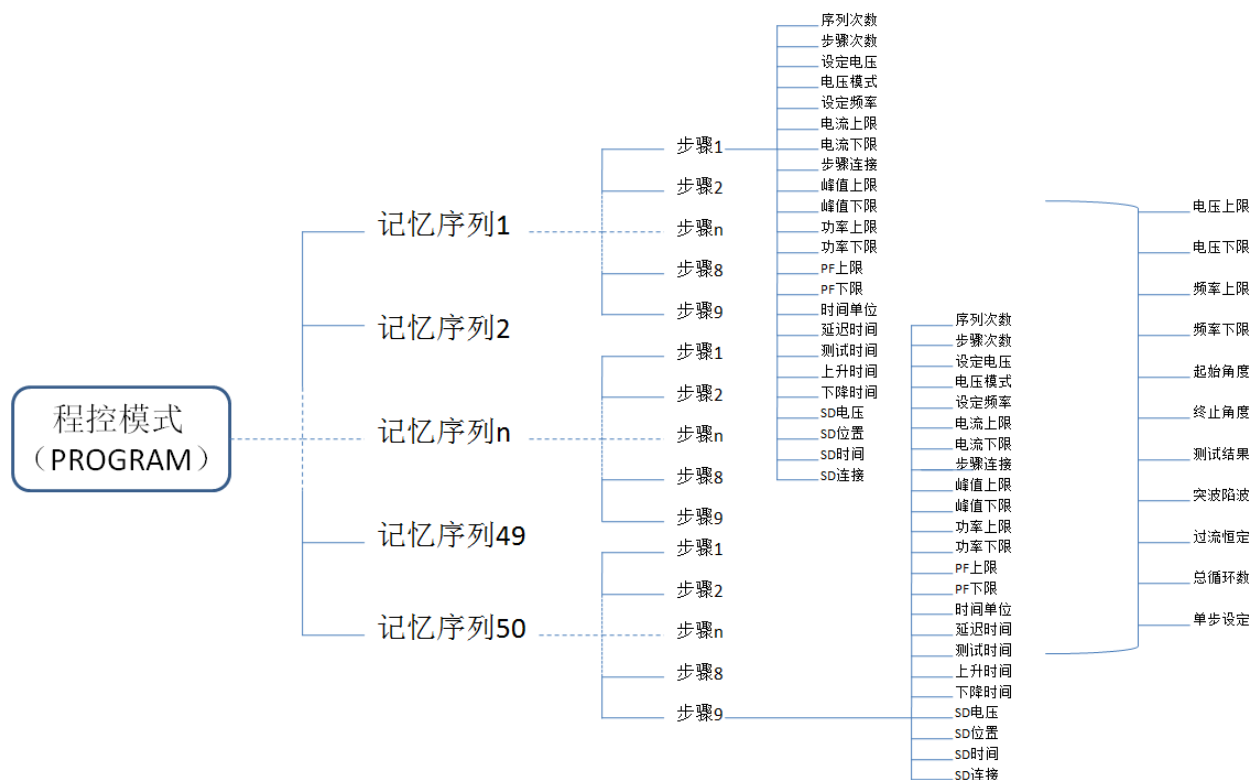 程控模式
（PROGRAM）
记忆序列1
记忆序列2
记忆序列n
记忆序列49
记忆序列50
步骤1
步骤2
步骤n
步骤8
步骤9
步骤1
步骤2
步骤n
步骤8
步骤9
步骤1
步骤2
步骤n
步骤8
步骤9
序列次数
步骤次数
设定电压
电压模式
设定频率
电流上限
电流下限
步骤连接
峰值上限
峰值下限
功率上限
功率下限
PF上限
PF下限
时间单位
延迟时间
测试时间
上升时间
下降时间
SD电压
SD位置
SD时间
SD连接
序列次数
步骤次数
设定电压
电压模式
设定频率
电流上限
电流下限
步骤连接
峰值上限
峰值下限
功率上限
功率下限
PF上限
PF下限
时间单位
延迟时间
测试时间
上升时间
下降时间
SD电压
SD位置
SD时间
SD连接
电压上限
电压下限
频率上限
频率下限
起始角度
终止角度
测试结果
突波陷波
过流恒定
总循环数
单步设定